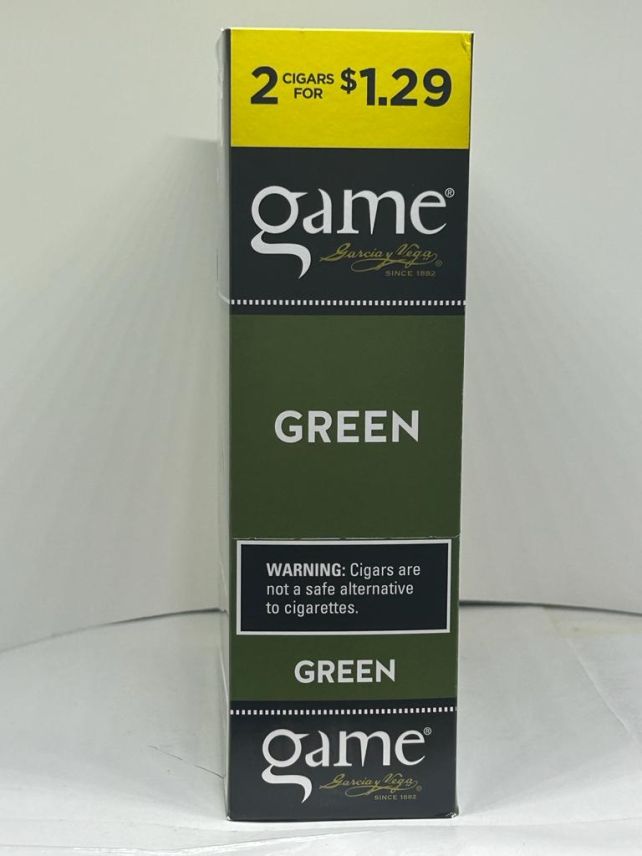 2 CIGARS FOR $1.29
game®
Garcia y Vega®
SINCE 1882
GREEN
WARNING: Cigars are
not a safe alternative
to cigarettes.
GREEN
game®
Garcia y Vega®
SINCE 1882